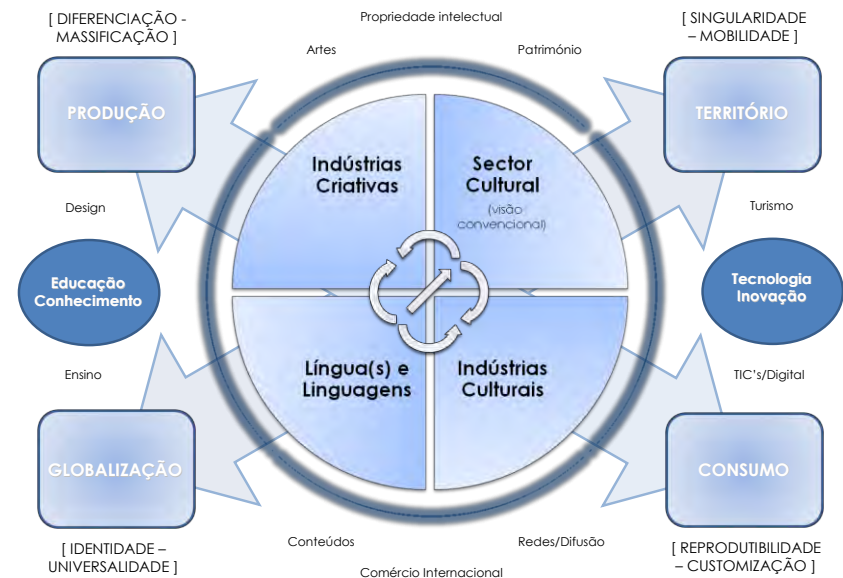 [ DIFERENCIAÇÃO -
MASSIFICAÇÃO ]
Propriedade intelectual
[ SINGULARIDADE
– MOBILIDADE ]
Artes
Património
PRODUÇÃO
TERRITÓRIO
Indústrias
Criativas
Sector
Cultural
(visão
convencional)
Design
Turismo
Educação
Conhecimento
Tecnologia
Inovação
Língua(s) e
Linguagens
Indústrias
Culturais
Ensino
TIC's/Digital
GLOBALIZAÇÃO
CONSUMO
Conteúdos
Redes/Difusão
[ IDENTIDADE –
UNIVERSALIDADE ]
Comércio Internacional
[ REPRODUTIBILIDADE
– CUSTOMIZAÇÃO ]